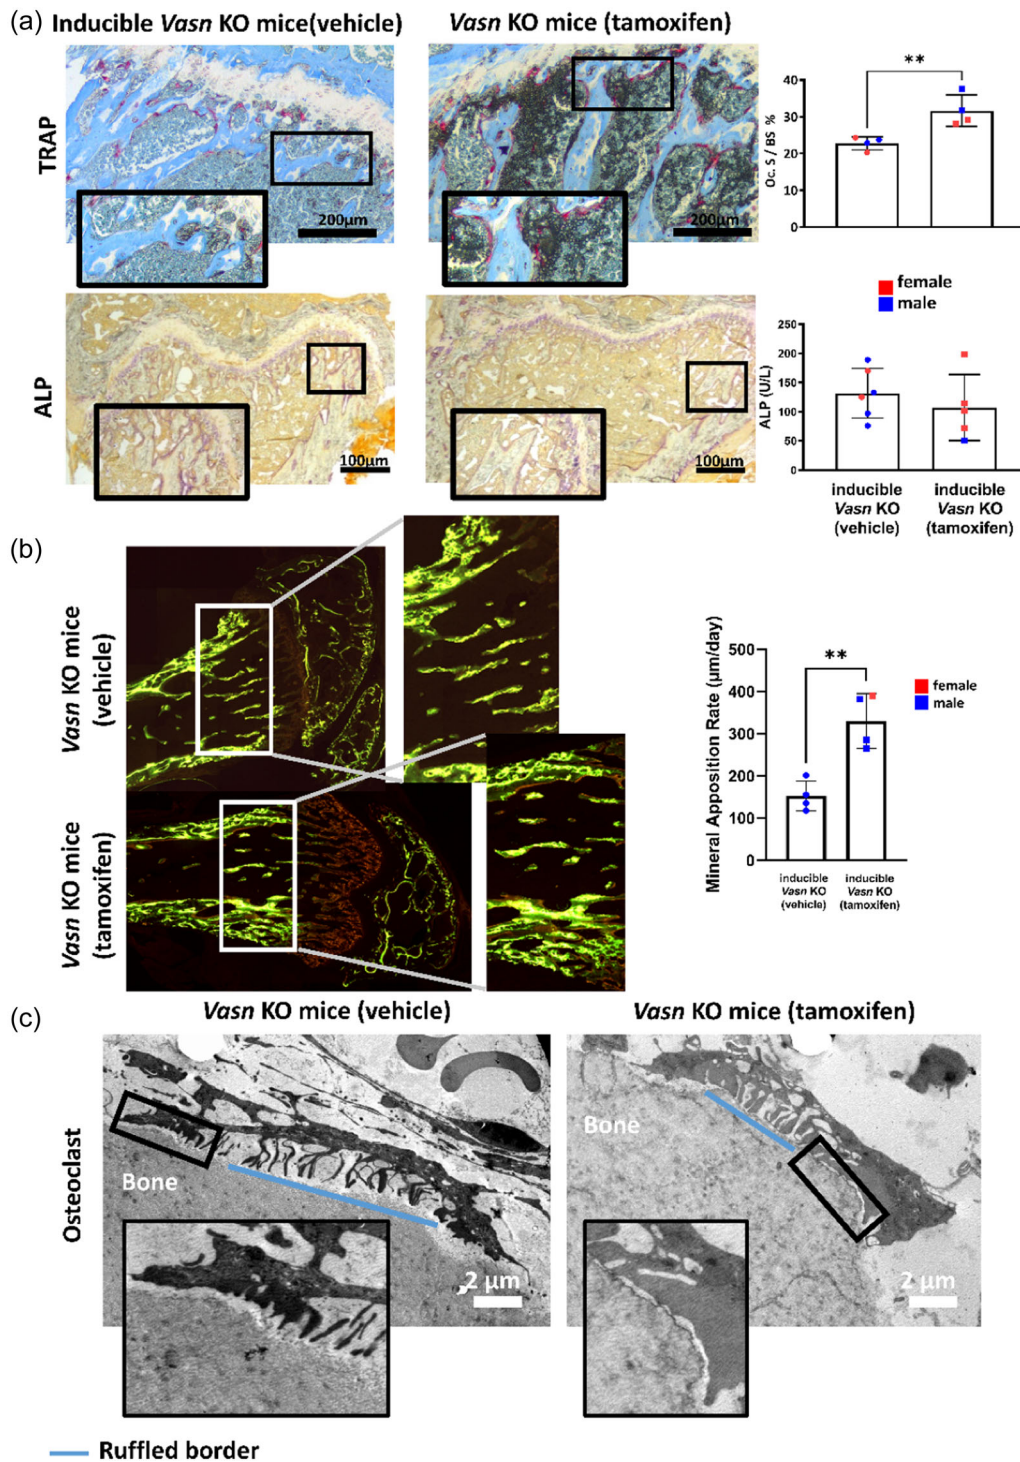 (a)
Inducible Vasn KO mice(vehicle)
Vasn KO mice (tamoxifen)
TRAP
200μm
200μm
**
Oc. S / BS %
40
30
20
10
0
ALP
100μm
100μm
female
male
ALP (U/L)
250
200
150
100
50
0
inducible
Vasn KO
(vehicle)
inducible
Vasn KO
(tamoxifen)
(b)
Vasn KO mice
(vehicle)
Vasn KO mice
(tamoxifen)
Mineral Apposition Rate (μm/day)
500
400
300
200
100
0
**
female
male
inducible
Vasn KO
(vehicle)
inducible
Vasn KO
(tamoxifen)
(c)
Vasn KO mice (vehicle)
Vasn KO mice (tamoxifen)
Osteoclast
Bone
2 μm
Bone
2 μm
Ruffled border